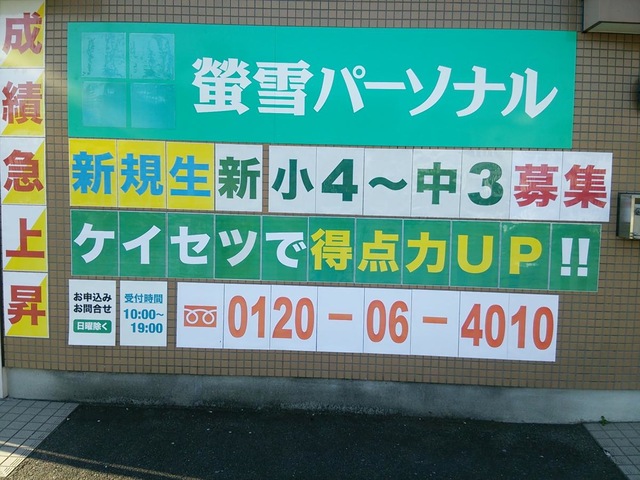 成績急上昇
螢雪パーソナル
新規生新小4～中3募集
ケイセツで得点力UP!!
お申込み
お問合せ
日曜除く
受付時間
10:00～
19:00
0120-06-4010